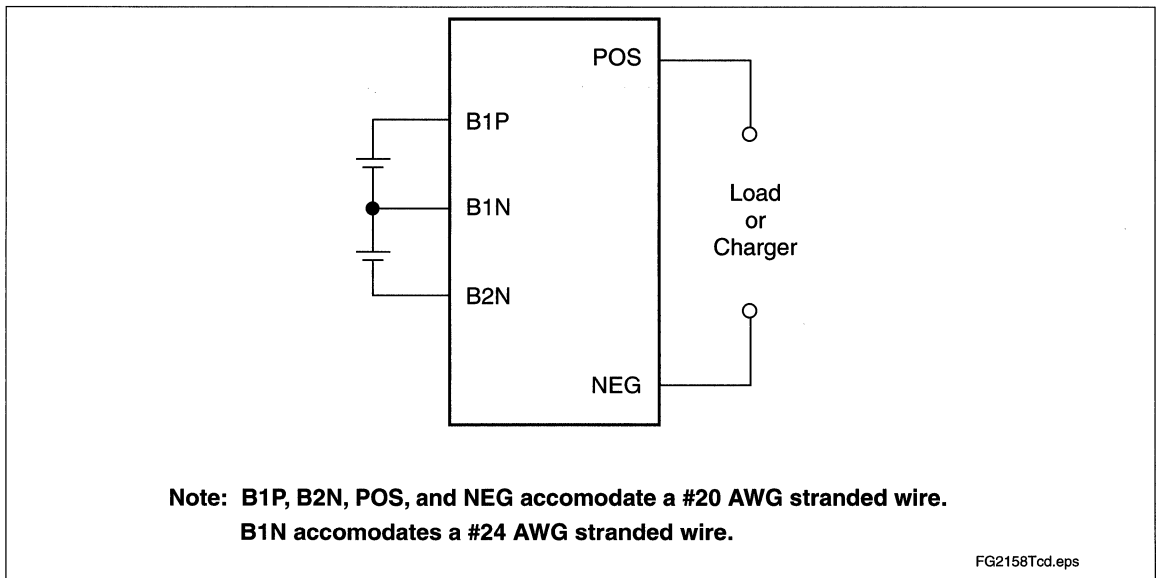 POS
B1P
B1N
Load
or
Charger
B2N
NEG
Note: B1P, B2N, POS, and NEG accomodate a #20 AWG stranded wire.
B1N accomodates a #24 AWG stranded wire.
FG2158Tcd.eps